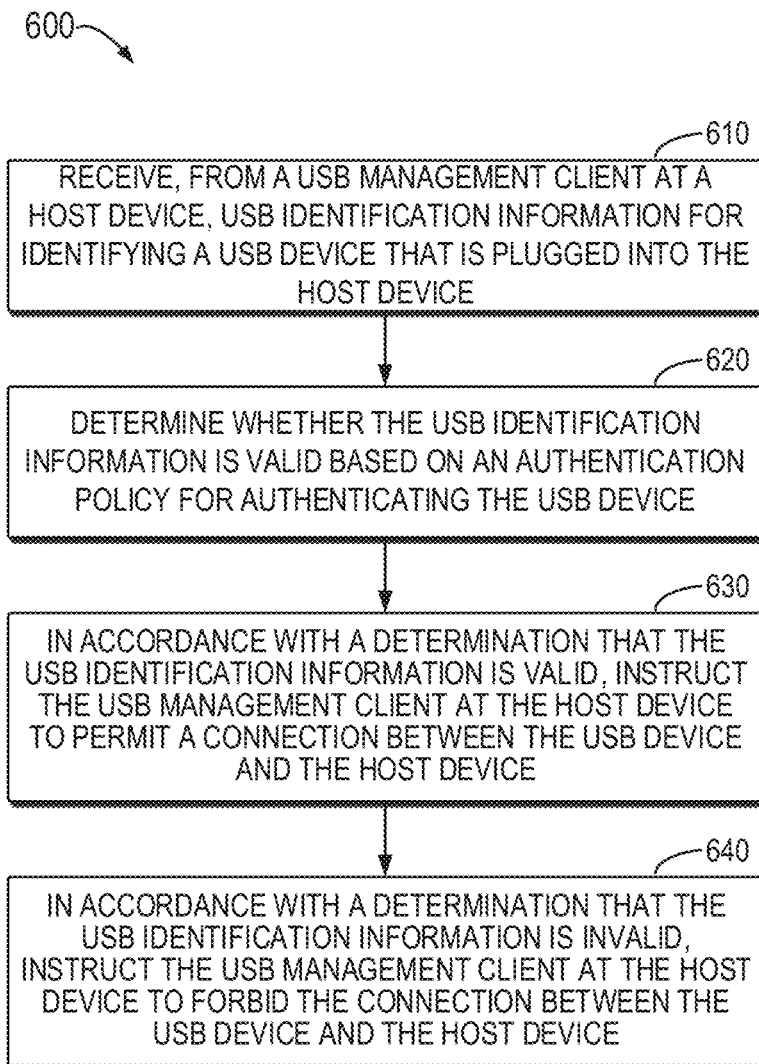 600
610
RECEIVE, FROM A USB MANAGEMENT CLIENT AT A
HOST DEVICE, USB IDENTIFICATION INFORMATION FOR
IDENTIFYING A USB DEVICE THAT IS PLUGGED INTO THE
HOST DEVICE
620
DETERMINE WHETHER THE USB IDENTIFICATION
INFORMATION IS VALID BASED ON AN AUTHENTICATION
POLICY FOR AUTHENTICATING THE USB DEVICE
630
IN ACCORDANCE WITH A DETERMINATION THAT THE
USB IDENTIFICATION INFORMATION IS VALID, INSTRUCT
THE USB MANAGEMENT CLIENT AT THE HOST DEVICE
TO PERMIT A CONNECTION BETWEEN THE USB DEVICE
AND THE HOST DEVICE
640
IN ACCORDANCE WITH A DETERMINATION THAT THE
USB IDENTIFICATION INFORMATION IS INVALID,
INSTRUCT THE USB MANAGEMENT CLIENT AT THE HOST
DEVICE TO FORBID THE CONNECTION BETWEEN THE
USB DEVICE AND THE HOST DEVICE